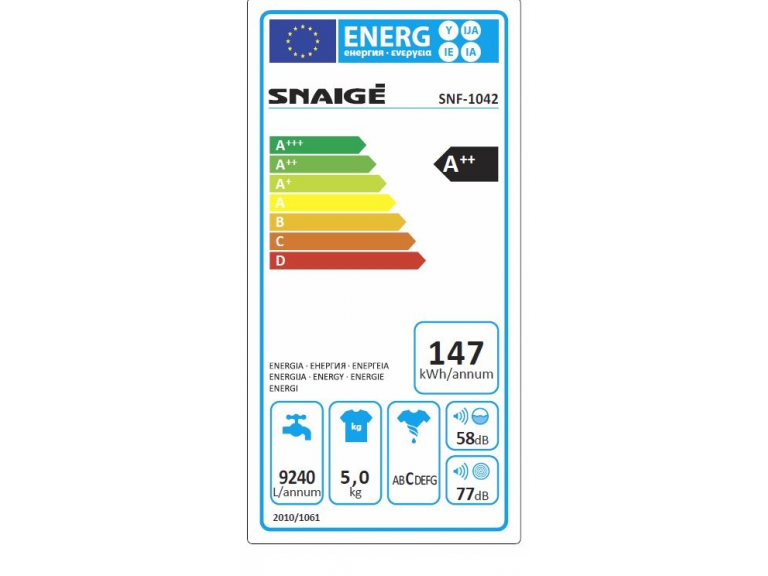 ENERG Y IJA IE IA
енергия · ενεργεια
SNAIGĖ
SNF-1042
A+++
A++
A++
A+
A
B
C
D
147
kWh/annum
ENERGIA · ЕНЕРГИЯ · ΕΝΕΡΓΕΙΑ
ENERGIJA · ENERGY · ENERGIE
ENERGI
kg
9240
L/annum
5,0
kg
ABCDEFG
58dB
77dB
2010/1061